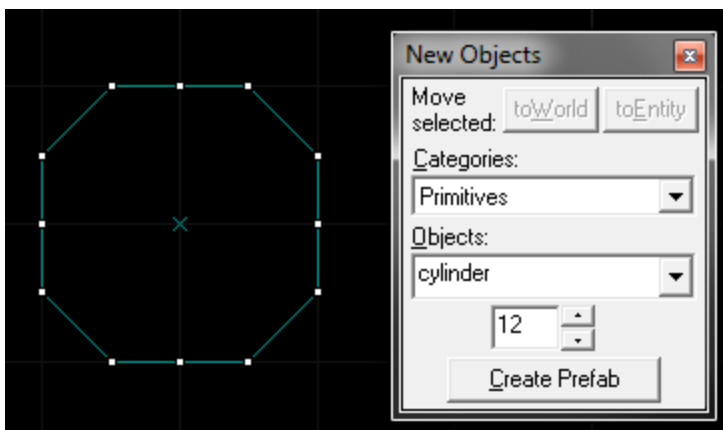 New Objects
Move
selected:
toWorld
toEntity
Categories:
Primitives
Objects:
cylinder
12
Create Prefab